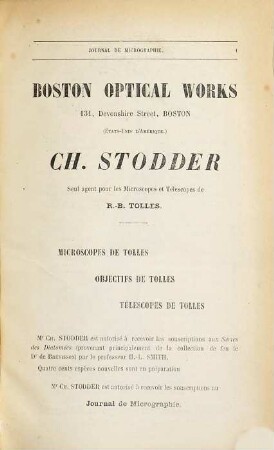 JOURNAL DE MICROGRAPHIE.
BOSTON OPTICAL WORKS
131, Devonshire Street, BOSTON
(ÉTATS-UNIS D'AMÉRIQUE.)
CH. STODDER
Seul agent pour les Microscopes et Télescopes de
R.-B. TOLLES.
MICROSCOPES DE TOLLES
OBJECTIFS DE TOLLES
TÉLESCOPES DE TOLLES
Mr CH. STODDER est autorisé à recevoir les souscriptions aux
des Diatomées (provenant principalement de la collection de feu le
Dr de Brébisson) par le professeur H.-L. SMITH.
Quatre cents espèces nouvelles sont en préparation
Mr CH. STODDER est autorisé à recevoir les souscriptions au
Journal de Micrographie.